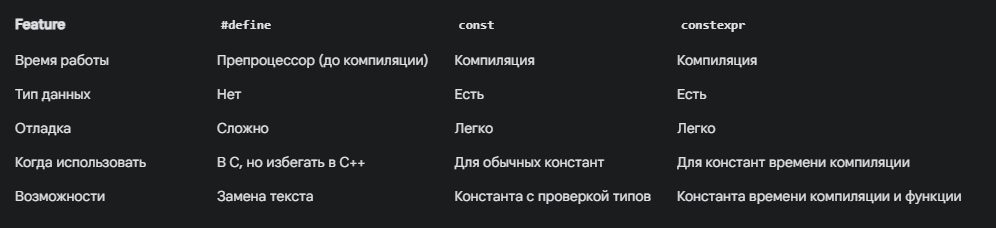 Feature #define const constexpr
Время работы Препроцессор (до компиляции) Компиляция Компиляция
Тип данных Нет Есть Есть
Отладка Сложно Легко Легко
Когда использовать В C, но избегать в C++ Для обычных констант Для констант времени компиляции
Возможности Замена текста Константа с проверкой типов Константа времени компиляции и функции